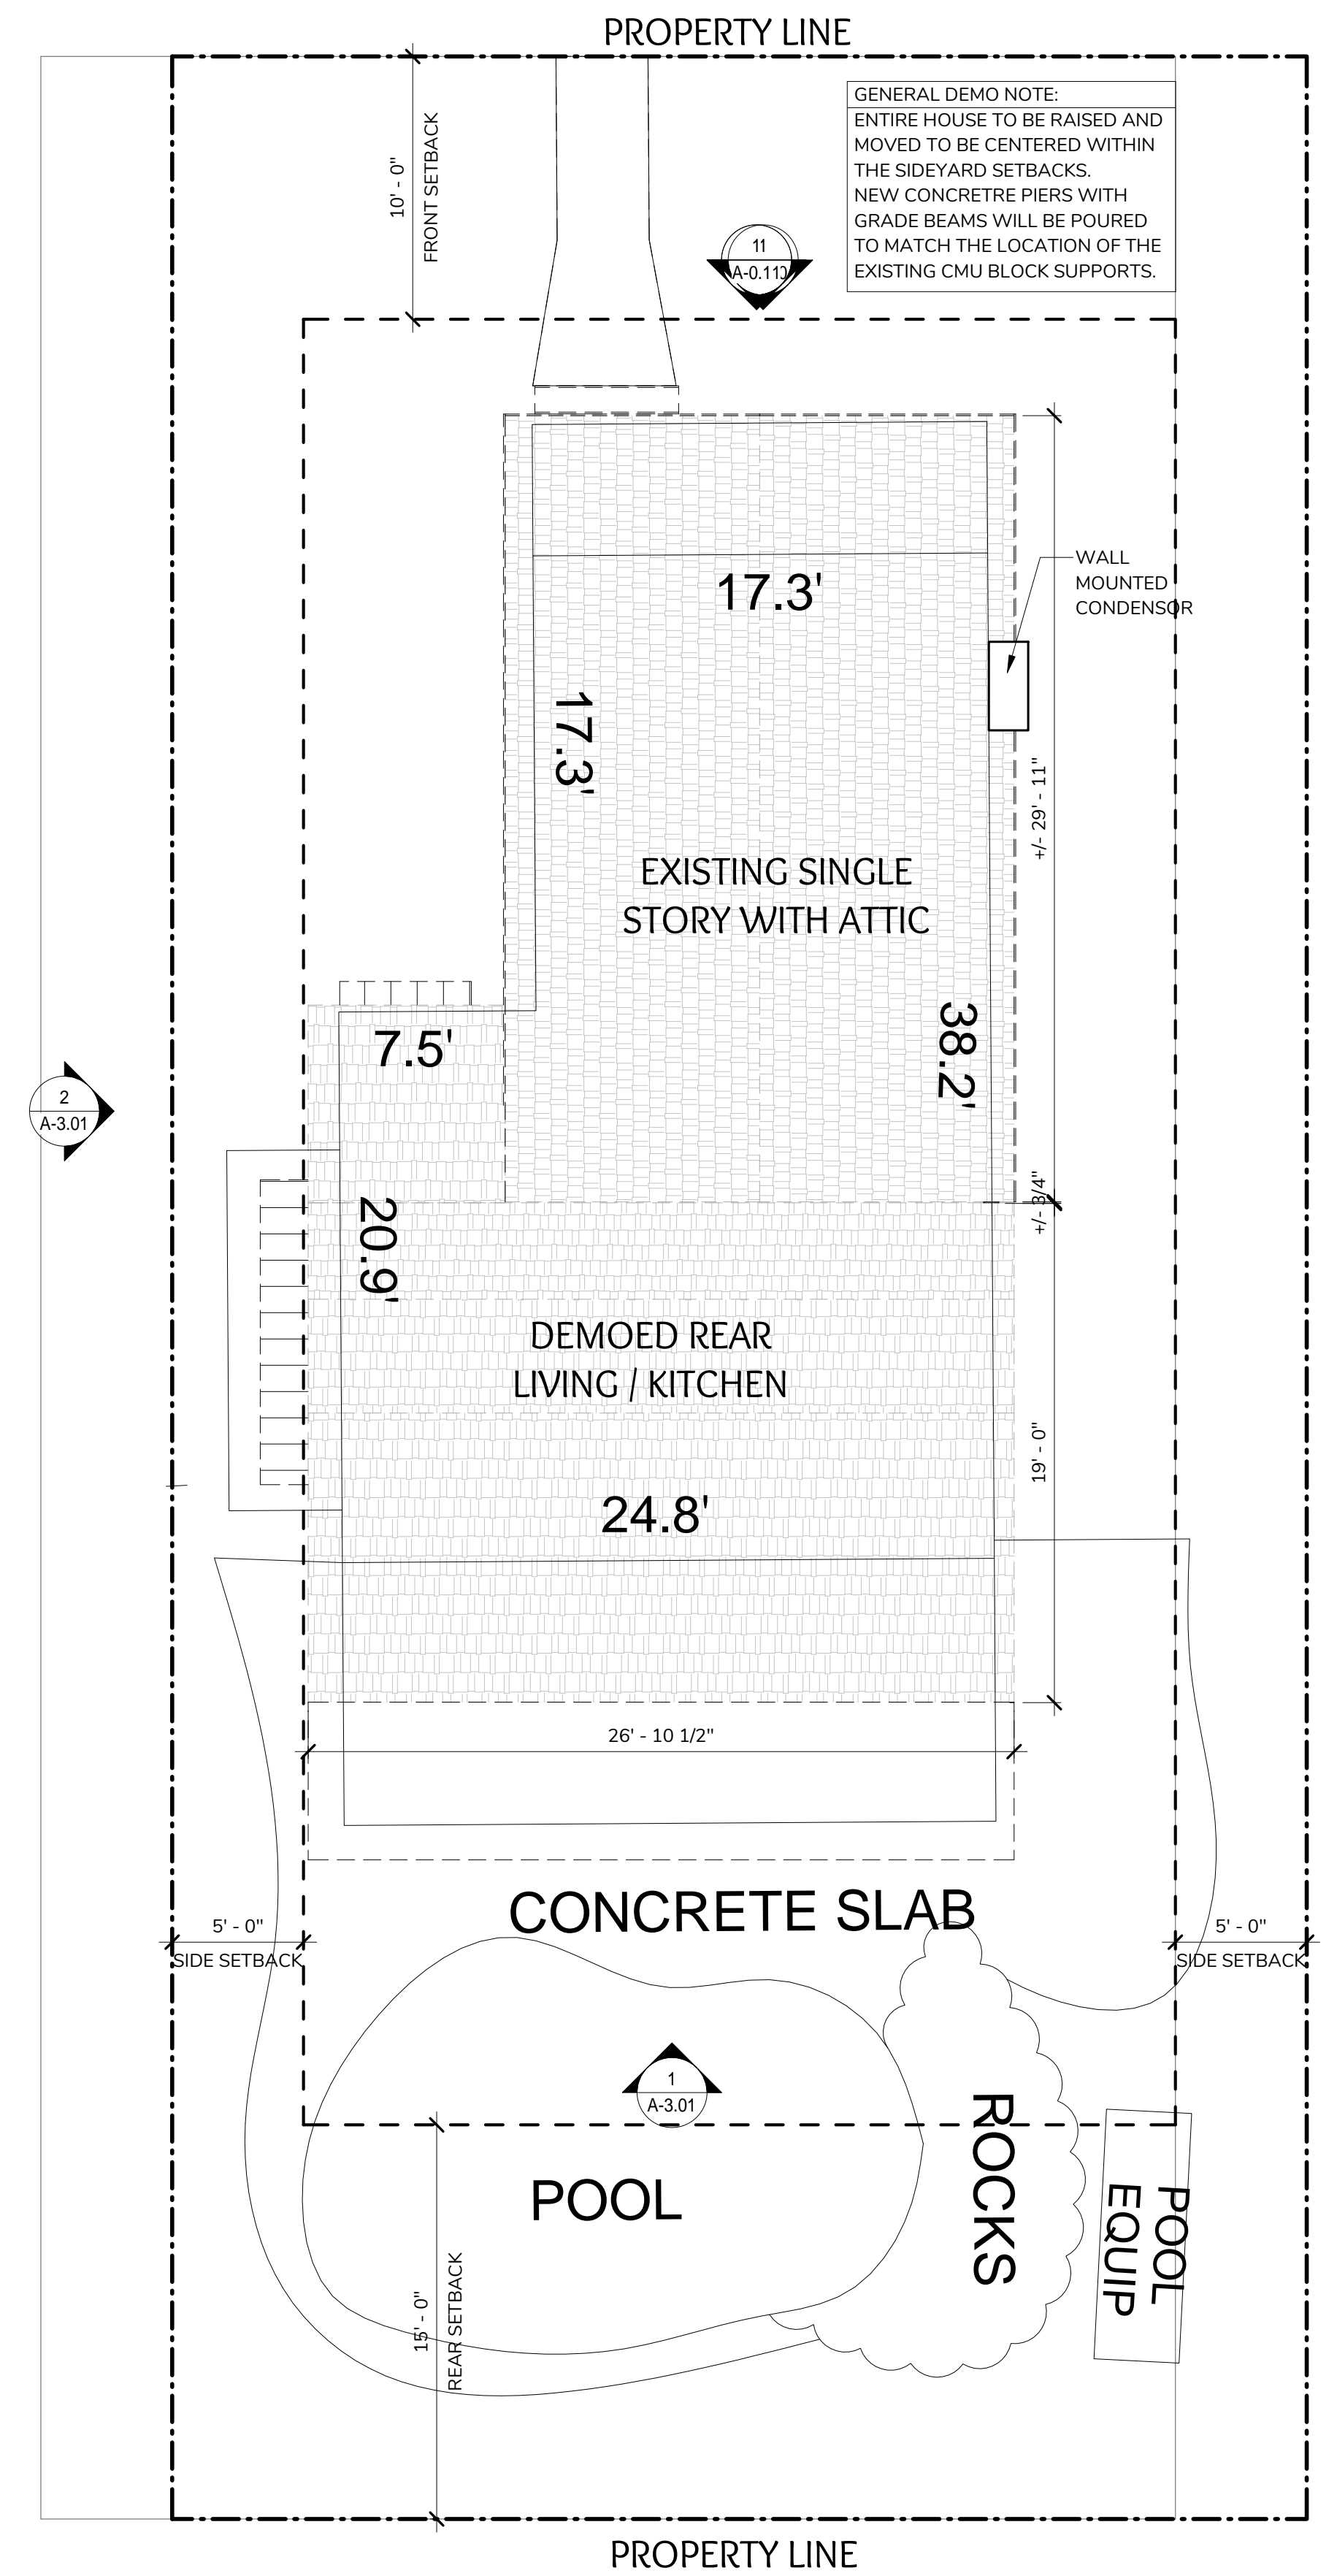 PROPERTY LINE
GENERAL DEMO NOTE:
ENTIRE HOUSE TO BE RAISED AND
MOVED TO BE CENTERED WITHIN
THE SIDEYARD SETBACKS.
NEW CONCRETRE PIERS WITH
GRADE BEAMS WILL BE POURED
TO MATCH THE LOCATION OF THE
EXISTING CMU BLOCK SUPPORTS.
10' - 0"
FRONT SETBACK
11
WALL
MOUNTED
CONDENSOR
17.3'
17.3'
+/- 29' - 11"
EXISTING SINGLE
STORY WITH ATTIC
38.2'
7.5'
2
A-3.01
+/- 3/4"
20.9'
DEMOED REAR
LIVING / KITCHEN
19' - 0"
24.8'
26' - 10 1/2"
CONCRETE SLAB
5' - 0"
SIDE SETBACK
5' - 0"
SIDE SETBACK
1
A-3.01
ROCKS
POOL
POOL
EQUIP
15' - 0"
REAR SETBACK
PROPERTY LINE